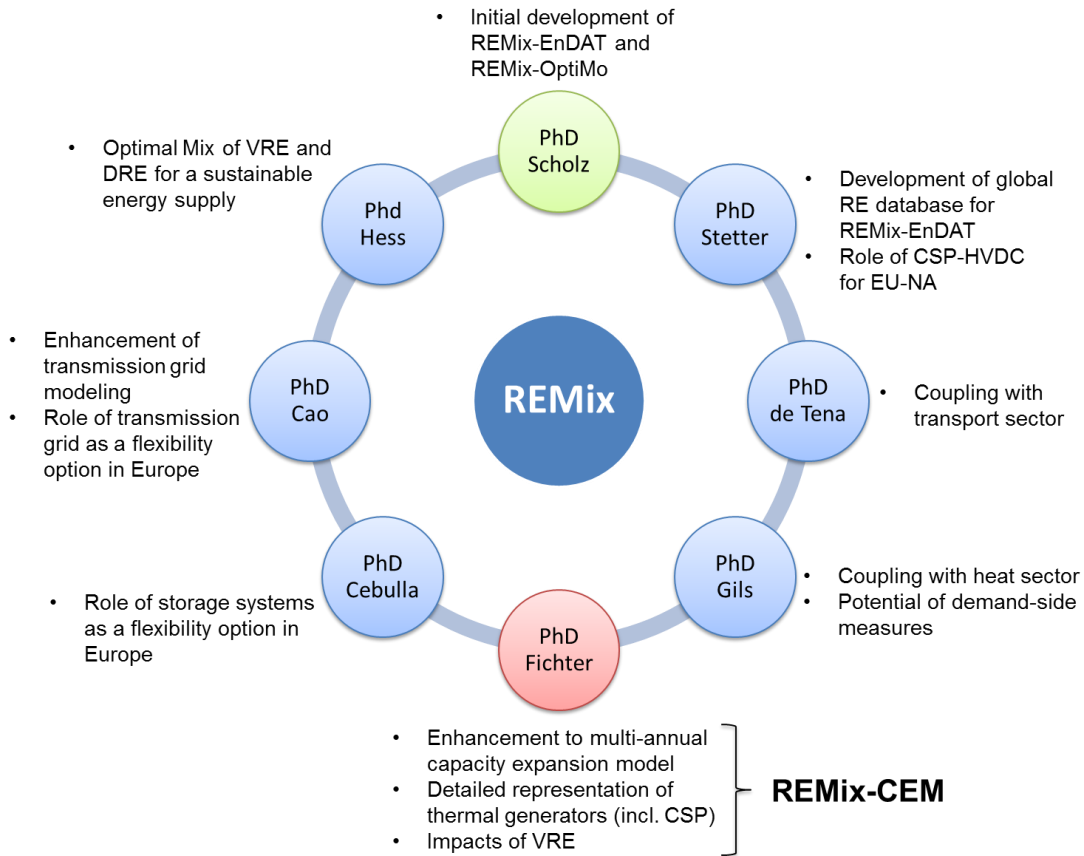 • Initial development of
REMix-EnDAT and
REMix-OptiMo
PhD
Scholz
• Optimal Mix of VRE and
DRE for a sustainable
energy supply
Phd
Hess
PhD
Stetter
• Development of global
RE database for
REMix-EnDAT
• Role of CSP-HVDC
for EU-NA
• Enhancement of
transmission grid
modeling
• Role of transmission
grid as a flexibility
option in Europe
PhD
Cao
REMix
PhD
de Tena
• Coupling with
transport sector
• Role of storage systems
as a flexibility option in
Europe
PhD
Cebulla
PhD
Gils
• Coupling with heat sector
• Potential of demand-side
measures
PhD
Fichter
• Enhancement to multi-annual
capacity expansion model
• Detailed representation of
thermal generators (incl. CSP)
• Impacts of VRE
REMix-CEM